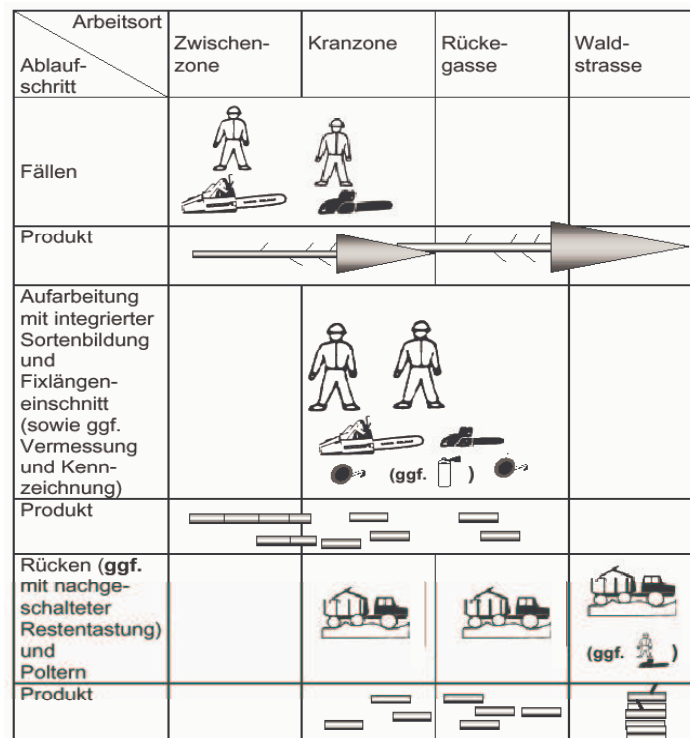 Arbeitsort
Ablauf-
schritt
Zwischen-
zone
Kranzone
Rücke-
gasse
Wald-
strasse
Fällen
Produkt
Aufarbeitung
mit integrierter
Sortenbildung
und
Fixlängen-
einschnitt
(sowie ggf.
Vermessung
und Kenn-
zeichnung)
(ggf. )
Produkt
Rücken (ggf.
mit nachge-
schalteter
Restentastung)
und
Poltern
(ggf. )
Produkt